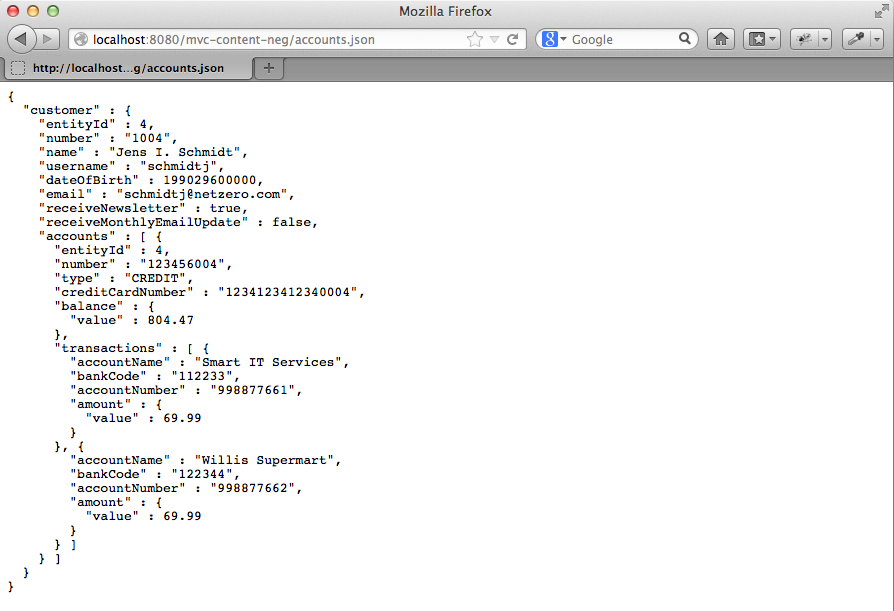 Mozilla Firefox
localhost:8080/mvc-content-neg/accounts.json
Google
http://localhost...g/accounts.json
{
  "customer" : {
    "entityId" : 4,
    "number" : "1004",
    "name" : "Jens I. Schmidt",
    "username" : "schmidtj",
    "dateOfBirth" : 199029600000,
    "email" : "schmidtj@netzero.com",
    "receiveNewsletter" : true,
    "receiveMonthlyEmailUpdate" : false,
    "accounts" : [ {
      "entityId" : 4,
      "number" : "123456004",
      "type" : "CREDIT",
      "creditCardNumber" : "1234123412340004",
      "balance" : {
        "value" : 804.47
      },
      "transactions" : [ {
        "accountName" : "Smart IT Services",
        "bankCode" : "112233",
        "accountNumber" : "998877661",
        "amount" : {
          "value" : 69.99
        }
      }, {
        "accountName" : "Willis Supermart",
        "bankCode" : "122344",
        "accountNumber" : "998877662",
        "amount" : {
          "value" : 69.99
        }
      } ]
    } ]
  }
}